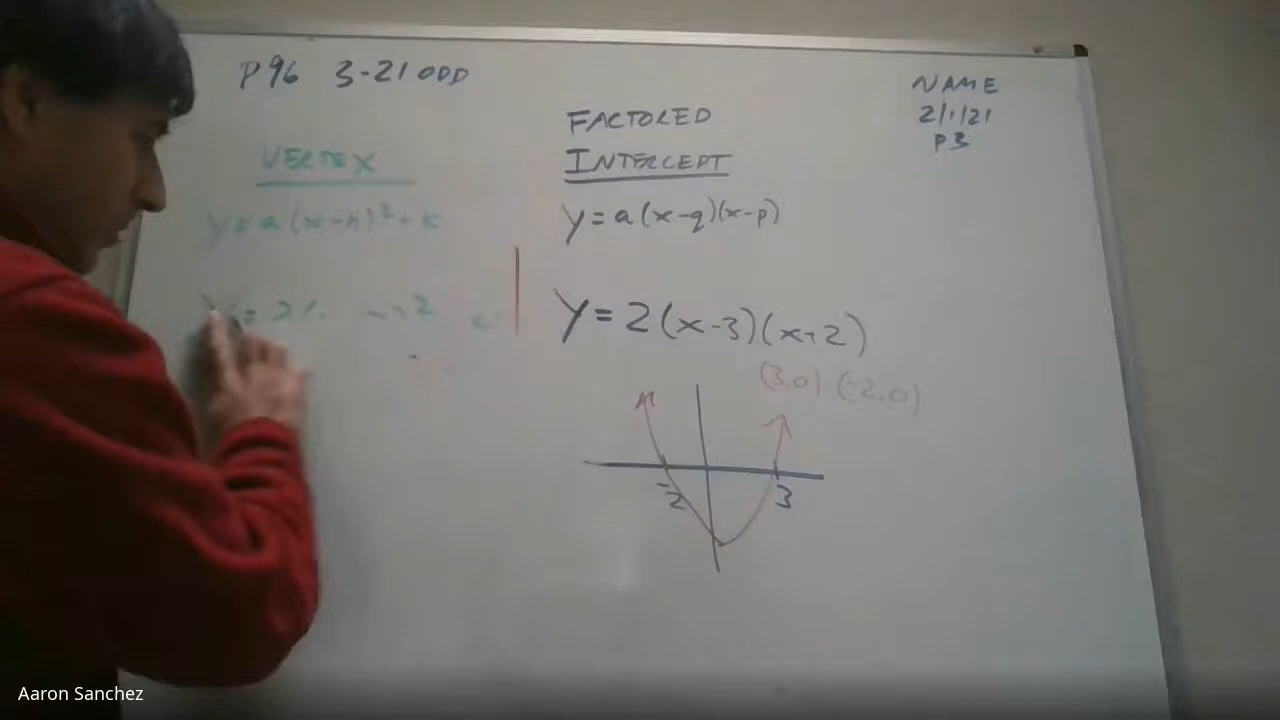 P96 3-21 ODD
NAME
2/1/21
P3
VERTEX
y=a(x-h)²+k
FACTORED
INTERCEPT
y=a(x-q)(x-p)
y=2(x-3)(x+2)
(3,0) (-2,0)
-2
3
Aaron Sanchez